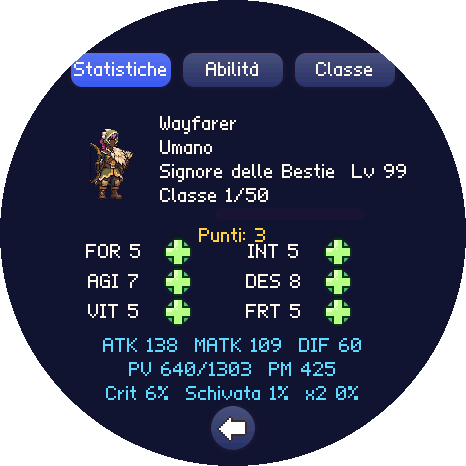 Statistiche Abilità Classe
Wayfarer
Umano
Signore delle Bestie Lv 99
Classe 1/50
Punti: 3
FOR 5 INT 5
AGI 7 DES 8
VIT 5 FRT 5
ATK 138 MATK 109 DIF 60
PV 640/1303 PM 425
Crit 6% Schivata 1% x2 0%